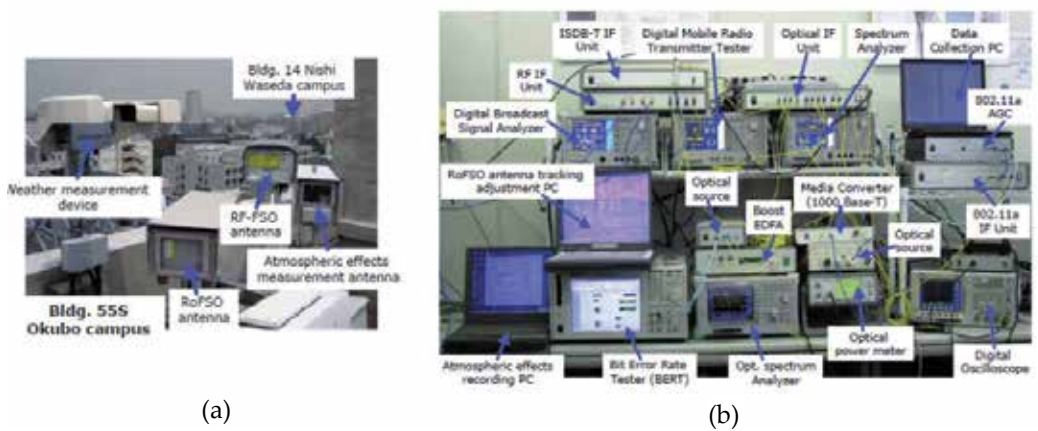 Bldg. 14 Nishi
Waseda campus
Weather measurement
device
RF-FSO
antenna
Atmospheric effects
measurement antenna
RoFSO
antenna
Bldg. 55S
Okubo campus
(a)
ISDB-T IF
Unit
Digital Mobile Radio
Transmitter Tester
Optical IF
Unit
Spectrum
Analyzer
Data
Collection PC
RF IF
Unit
Digital Broadcast
Signal Analyzer
802.11a
AGC
RoFSO antenna tracking
adjustment PC
Optical
source
Boost
EDFA
Media Converter
(1000 Base-T)
Optical
source
802.11a
IF Unit
Atmospheric effects
recording PC
Bit Error Rate
Tester (BERT)
Opt. spectrum
Analyzer
Optical
power meter
Digital
Oscilloscope
(b)